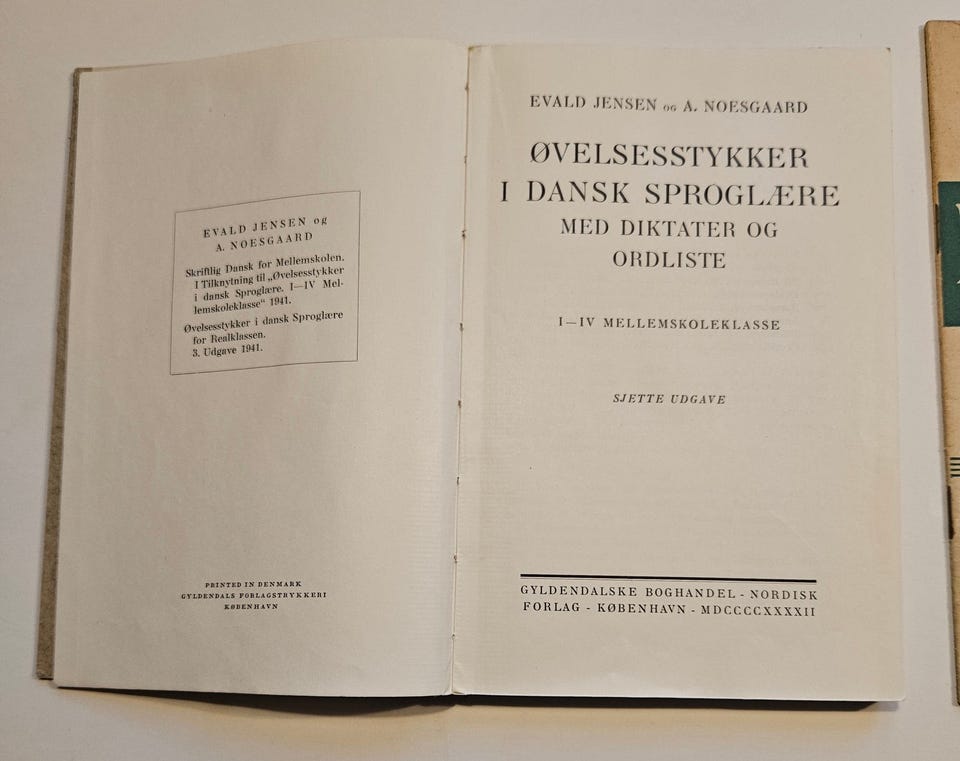 EVALD JENSEN og
A. NOESGAARD
Skriftlig Dansk for Mellemskolen.
I Tilknytning til „Øvelsesstykker
i dansk Sproglære. I—IV Mel-
lemskoleklasse“ 1941.
Øvelsesstykker i dansk Sproglære
for Realklassen.
3. Udgave 1941.
PRINTED IN DENMARK
GYLDENDALS FORLAGSTRYKKERI
KØBENHAVN
EVALD JENSEN OG A. NOESGAARD
ØVELSESSTYKKER
I DANSK SPROGLÆRE
MED DIKTATER OG
ORDLISTE
I—IV MELLEMSKOLEKLASSE
SJETTE UDGAVE
GYLDENDALSKE BOGHANDEL - NORDISK
FORLAG - KØBENHAVN - MDCCCCXXXXII